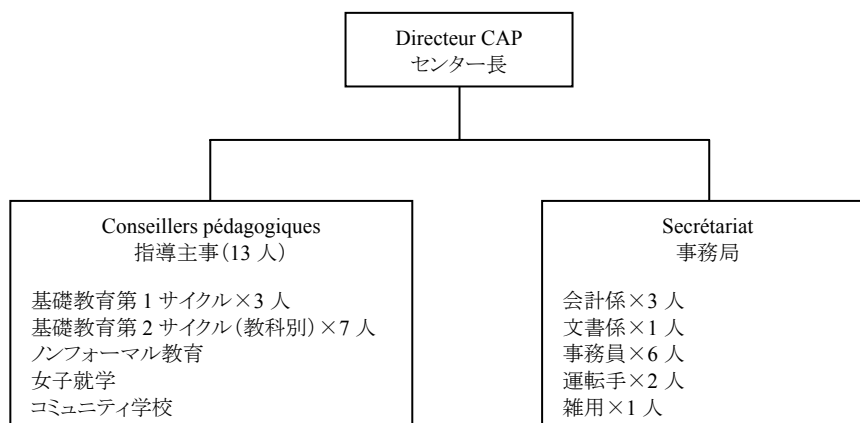 Directeur CAP
センター長
Conseillers pédagogiques
指導主事(13 人)
基礎教育第 1 サイクル×3 人
基礎教育第 2 サイクル(教科別)×7 人
ノンフォーマル教育
女子就学
コミュニティ学校
Secrétariat
事務局
会計係×3 人
文書係×1 人
事務員×6 人
運転手×2 人
雑用×1 人